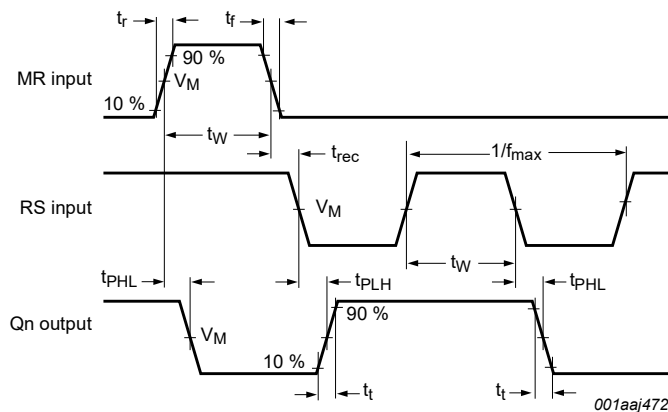 tr
tf
MR input
90 %
VM
10 %
tW
trec
1/fmax
RS input
VM
tW
tPHL
tPLH
tPHL
Qn output
90 %
VM
10 %
tt
tt
001aaj472